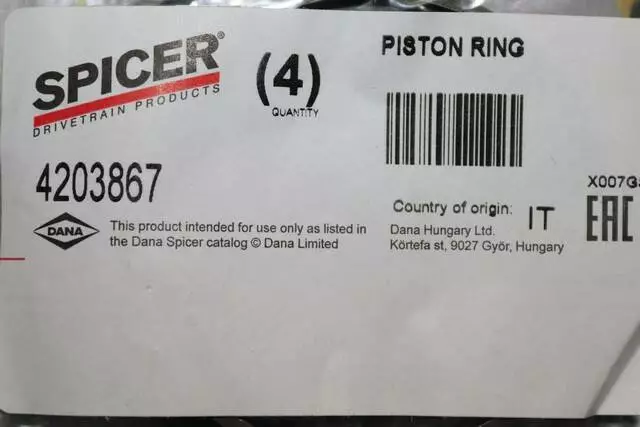 SPICER®
DRIVETRAIN PRODUCTS
(4)
QUANTITY
PISTON RING
4203867
DANA
This product intended for use only as listed in
the Dana Spicer catalog © Dana Limited
Country of origin: IT
Dana Hungary Ltd.
Körtefa st, 9027 Győr, Hungary
EAC